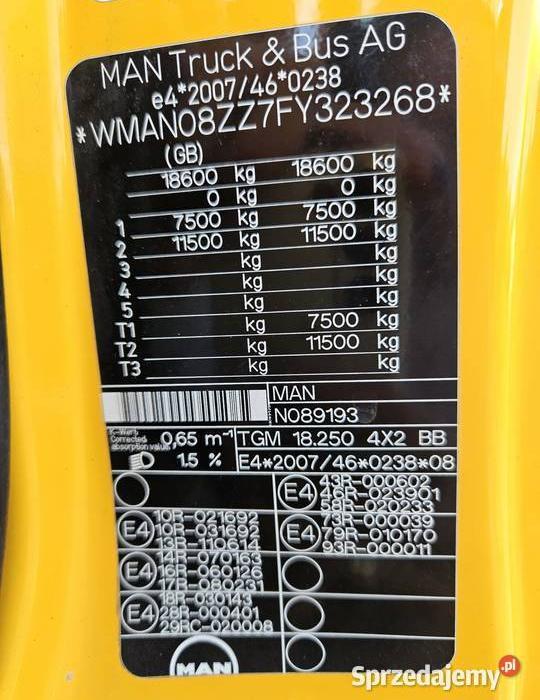 MAN Truck & Bus AG
e4*2007/46*0238
*WMAN08ZZ7FY323268*
(GB)
18600 kg 18600 kg
0 kg 0 kg
1 7500 kg 7500 kg
2 11500 kg 11500 kg
3 kg kg
4 kg kg
5 kg kg
T1 kg 7500 kg
T2 kg 11500 kg
T3 kg kg
MAN
N089193
K-Wert
Corrected
absorption value
0,65 m⁻¹ TGM 18.250 4X2 BB
1.5 % E4*2007/46*0238*08
E4 43R-000602
46R-023901
58R-020233
E4 10R-021692
10R-031692
13R-110614
E4 73R-000039
79R-010170
93R-000011
E4 14R-070163
16R-060126
17R-080231
E4 18R-030143
28R-000401
29RC-020008
MAN
Sprzedajemy.pl